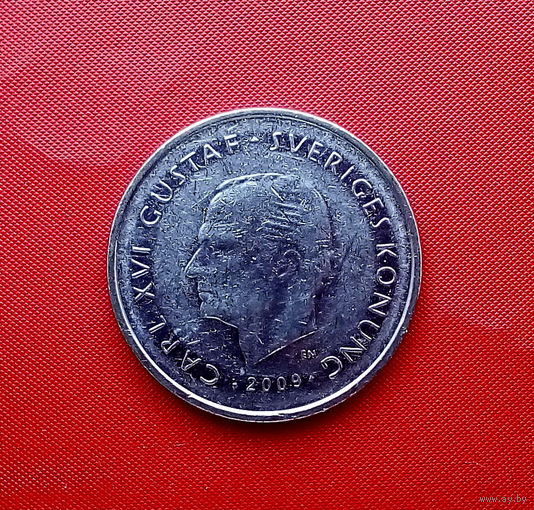 CARL XVI GUSTAF · SVERIGES KONUNG
EN
· 2009 ·
www.ay.by